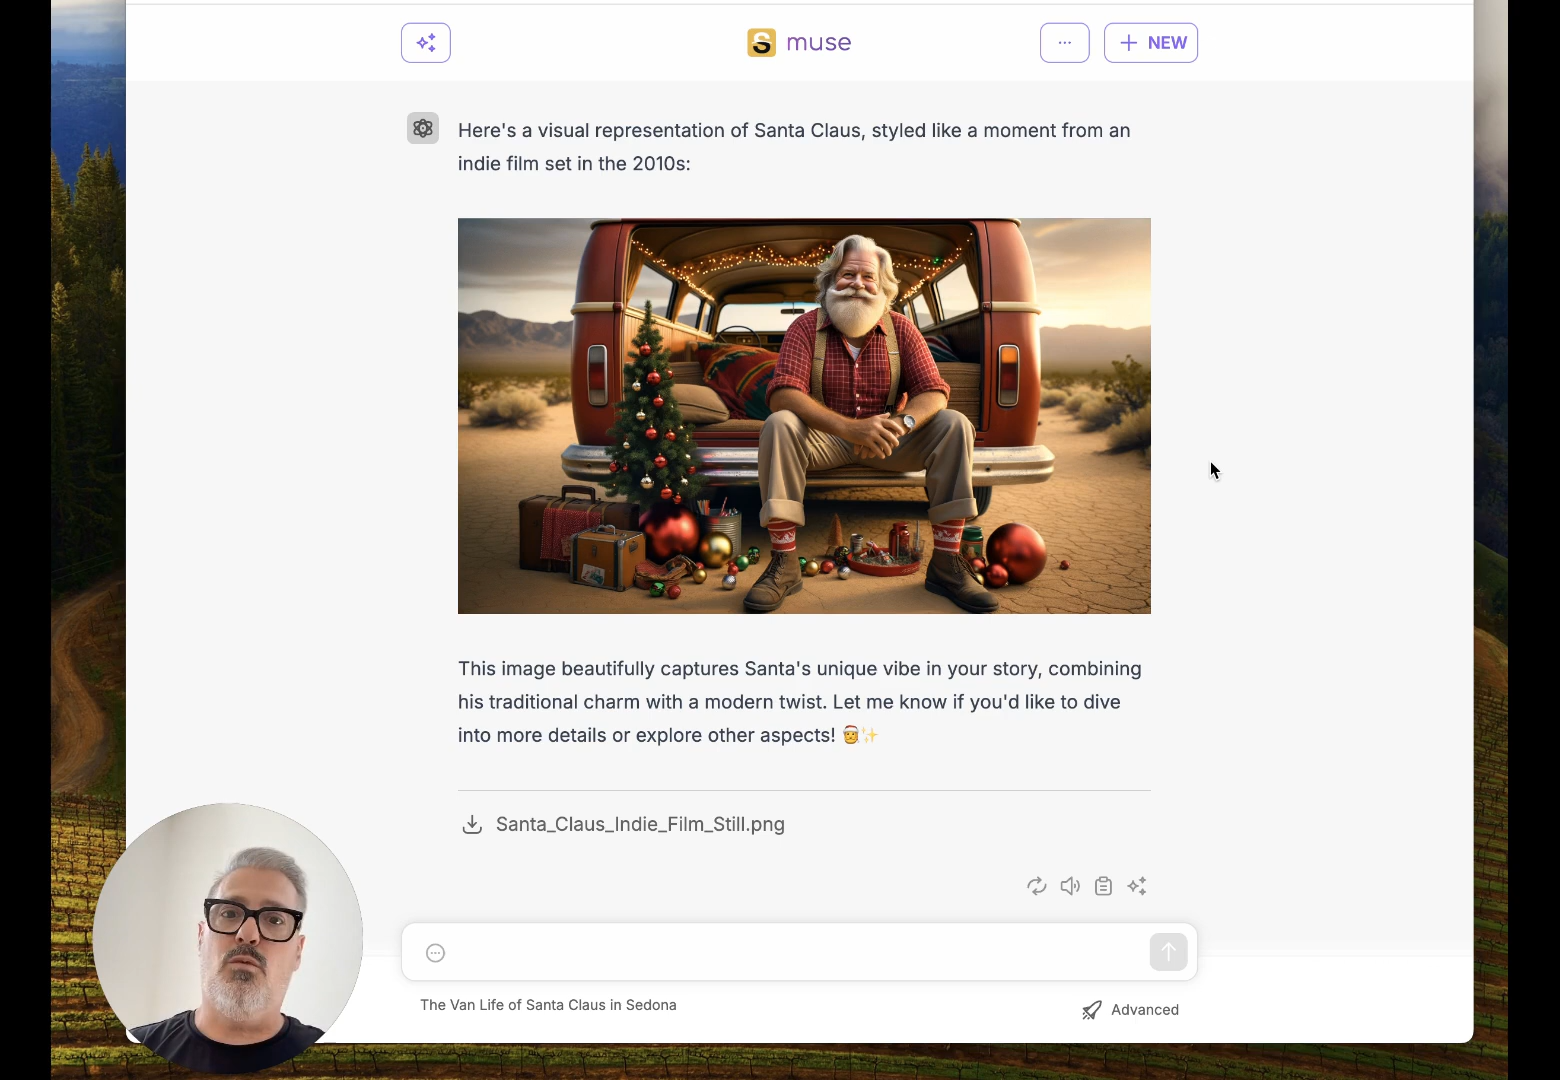 S muse
...
+ NEW
Here's a visual representation of Santa Claus, styled like a moment from an
indie film set in the 2010s:
This image beautifully captures Santa's unique vibe in your story, combining
his traditional charm with a modern twist. Let me know if you'd like to dive
into more details or explore other aspects! 🎅✨
Santa_Claus_Indie_Film_Still.png
The Van Life of Santa Claus in Sedona
Advanced